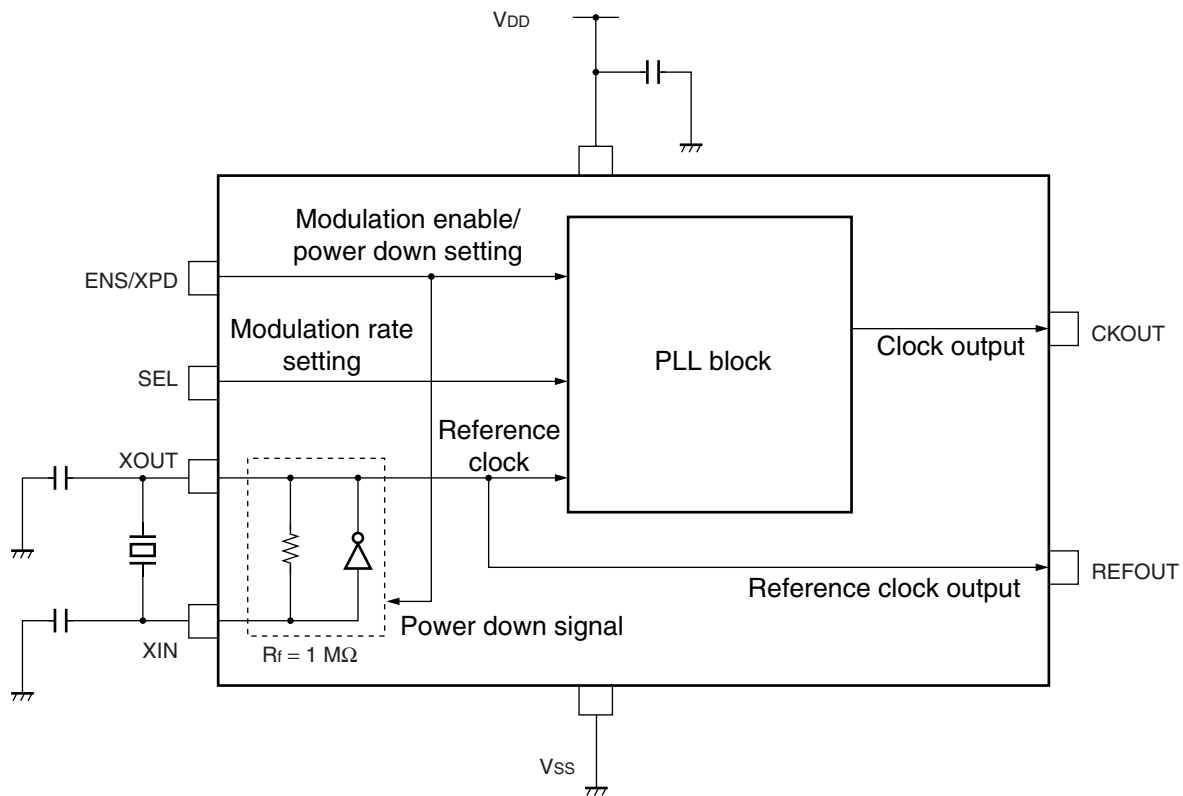 VDD
Modulation enable/
power down setting
ENS/XPD
Modulation rate
setting
SEL
PLL block
Clock output
CKOUT
Reference
clock
XOUT
Reference clock output
REFOUT
Power down signal
XIN
Rf = 1 MΩ
VSS